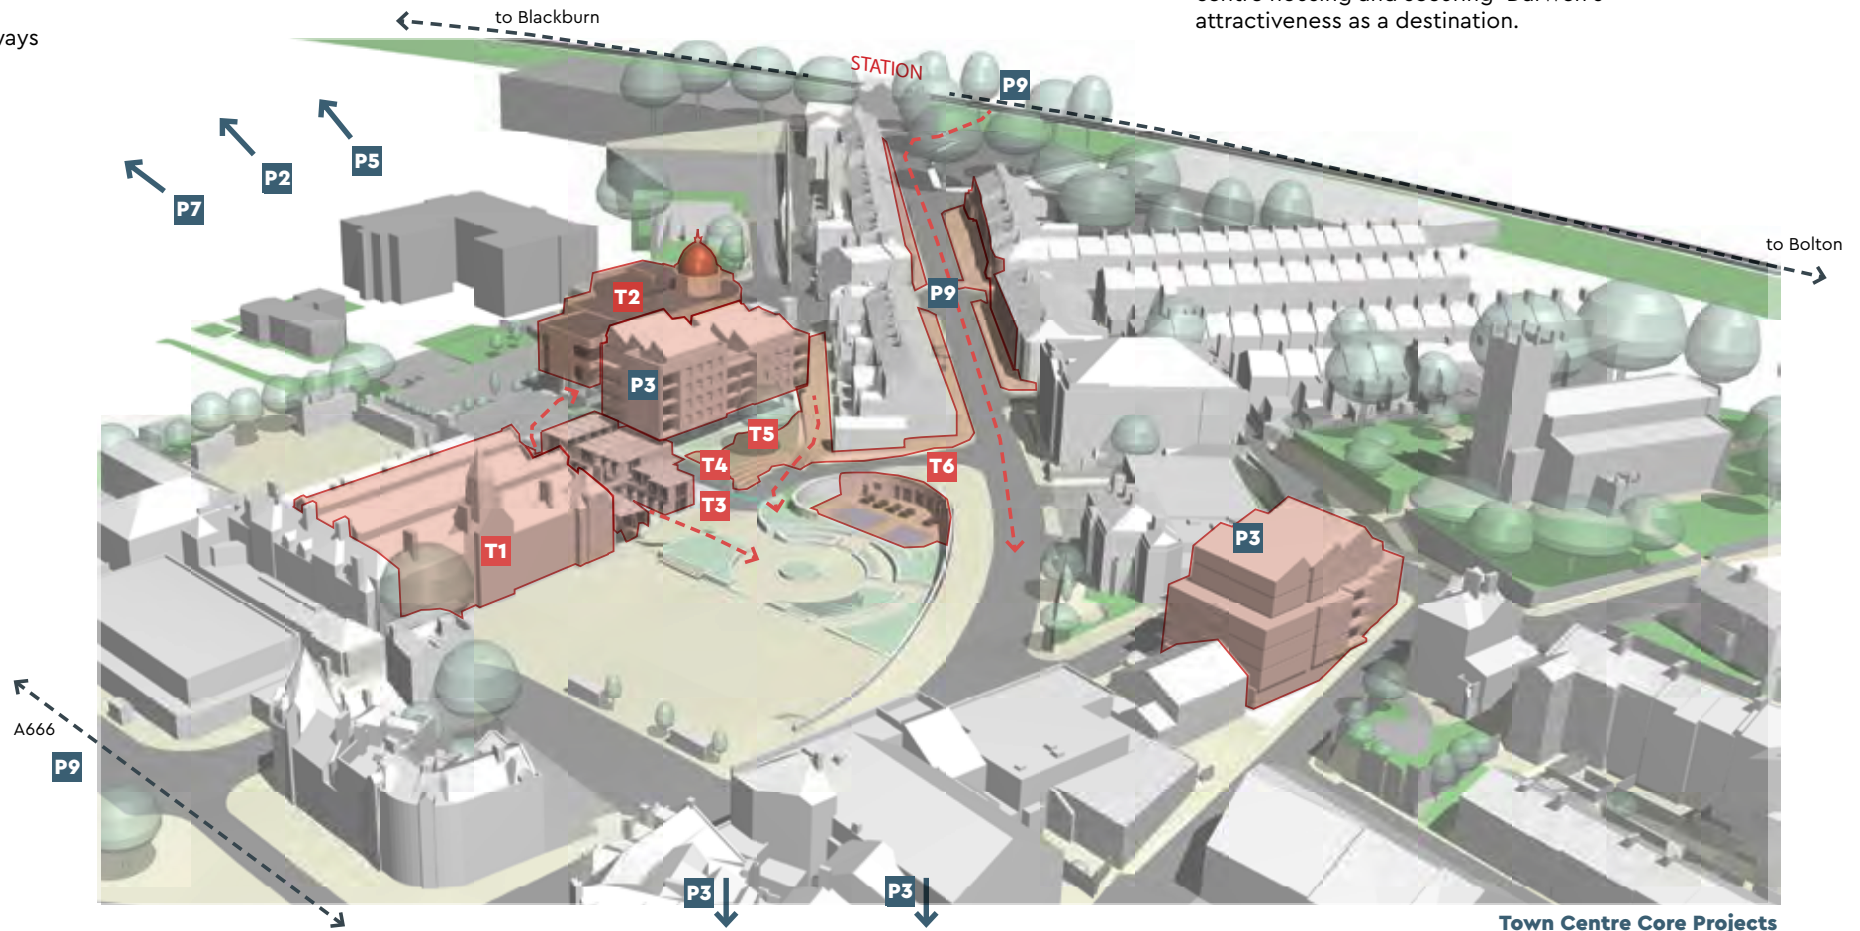 attractiveness as a destination.
to Blackburn
STATION
P9
P5
P2
P7
to Bolton
T2
P9
P3
T5
T4
T6
T3
T1
P3
A666
P9
P3
P3
Town Centre Core Projects